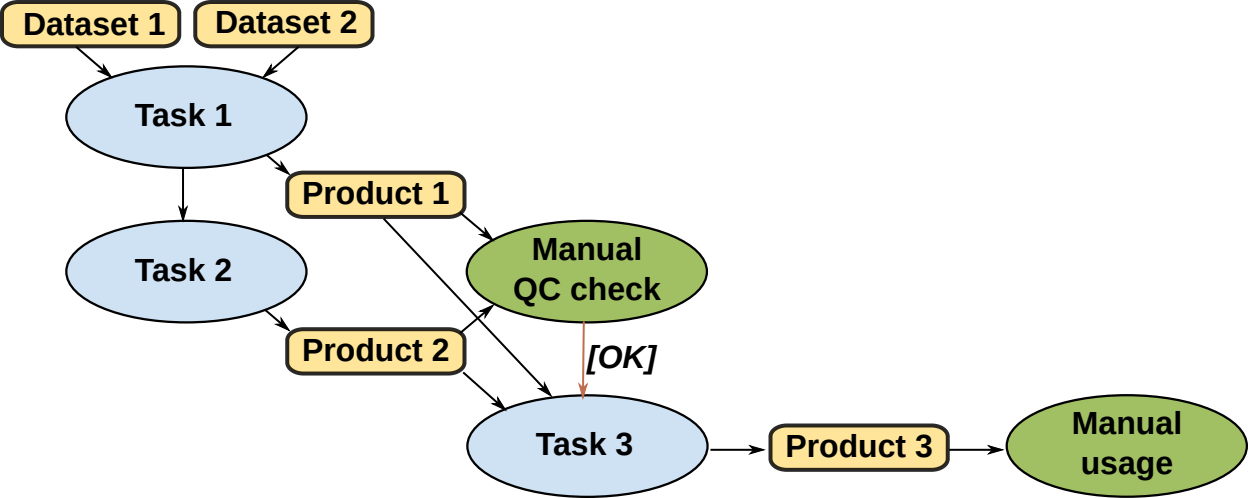 Dataset 1
Dataset 2
Task 1
Product 1
Task 2
Manual
QC check
Product 2
[OK]
Task 3
Product 3
Manual
usage